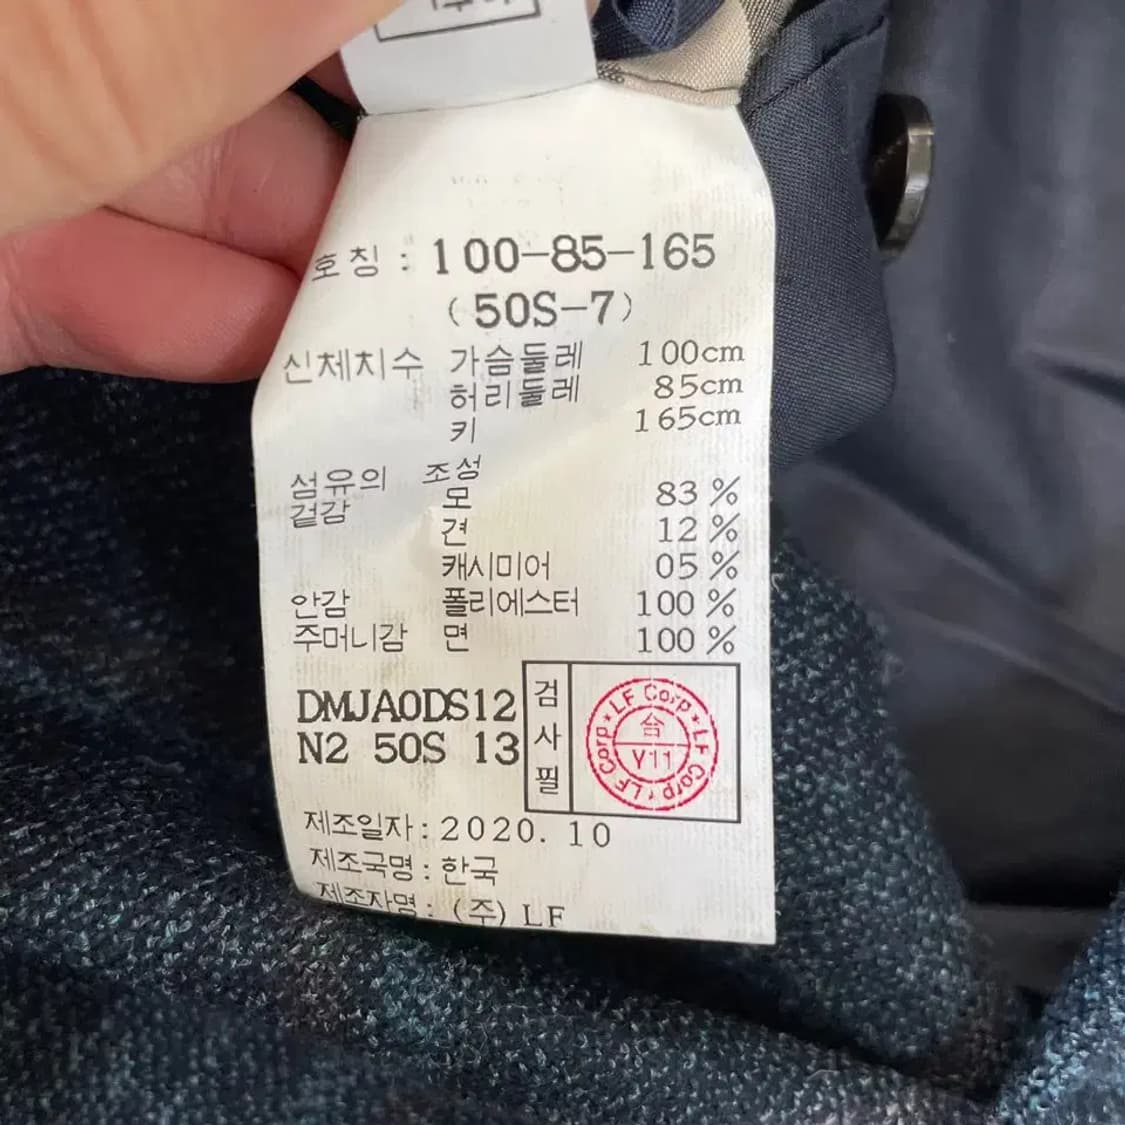 호칭 : 100-85-165
(50S-7)
신체치수 가슴둘레 100cm
허리둘레 85cm
키 165cm
섬유의 조성
겉감 모 83 %
견 12 %
캐시미어 05 %
안감 폴리에스터 100 %
주머니감 면 100 %
DMJA0DS12
N2 50S 13
검사필
LF Corp ★ LF Corp ★ LF Corp ★
合
Y11
제조일자 : 2020. 10
제조국명 : 한국
제조자명 : (주) LF